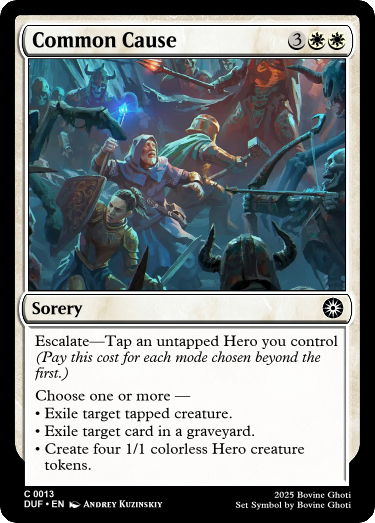 Common Cause 3
Sorery
Escalate—Tap an untapped Hero you control
(Pay this cost for each mode chosen beyond the
first.)
Choose one or more —
• Exile target tapped creature.
• Exile target card in a graveyard.
• Create four 1/1 colorless Hero creature
tokens.
C 0013
DUF • EN Andrey Kuzinskiy
2025 Bovine Ghoti
Set Symbol by Bovine Ghoti